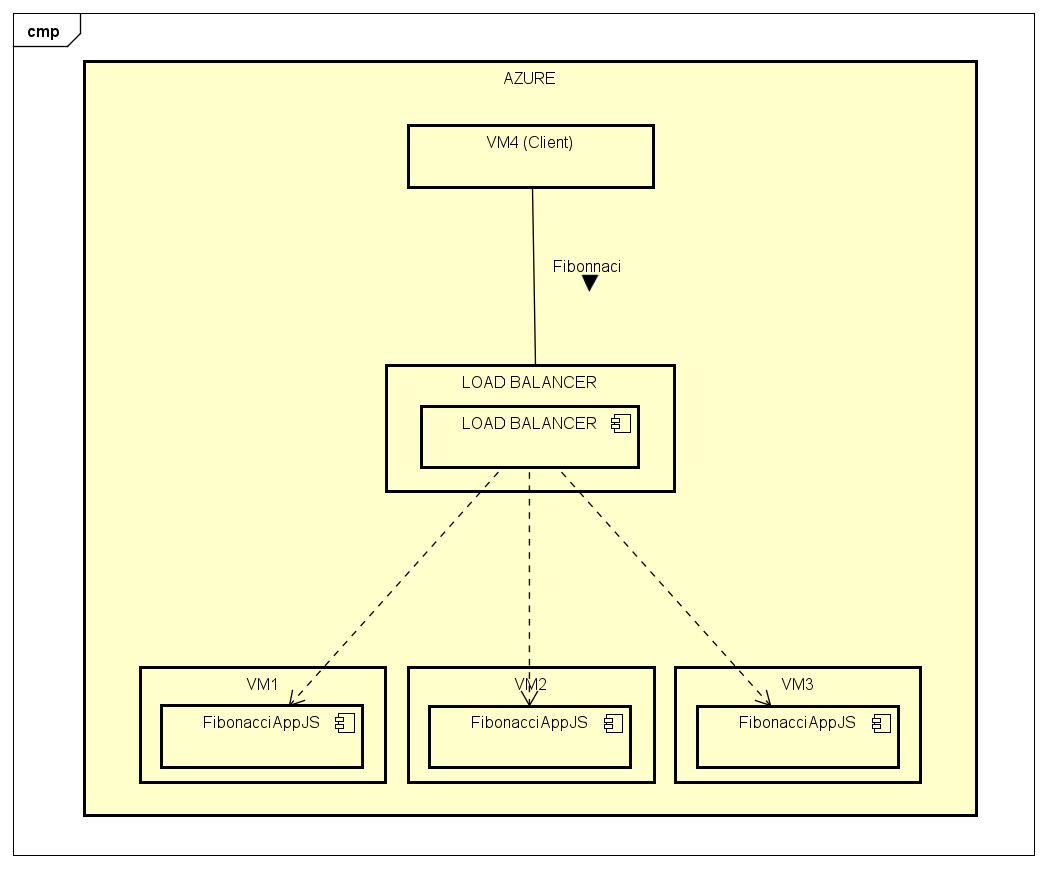 cmp
AZURE
VM4 (Client)
Fibonnaci
LOAD BALANCER
LOAD BALANCER
VM1
FibonacciAppJS
VM2
FibonacciAppJS
VM3
FibonacciAppJS